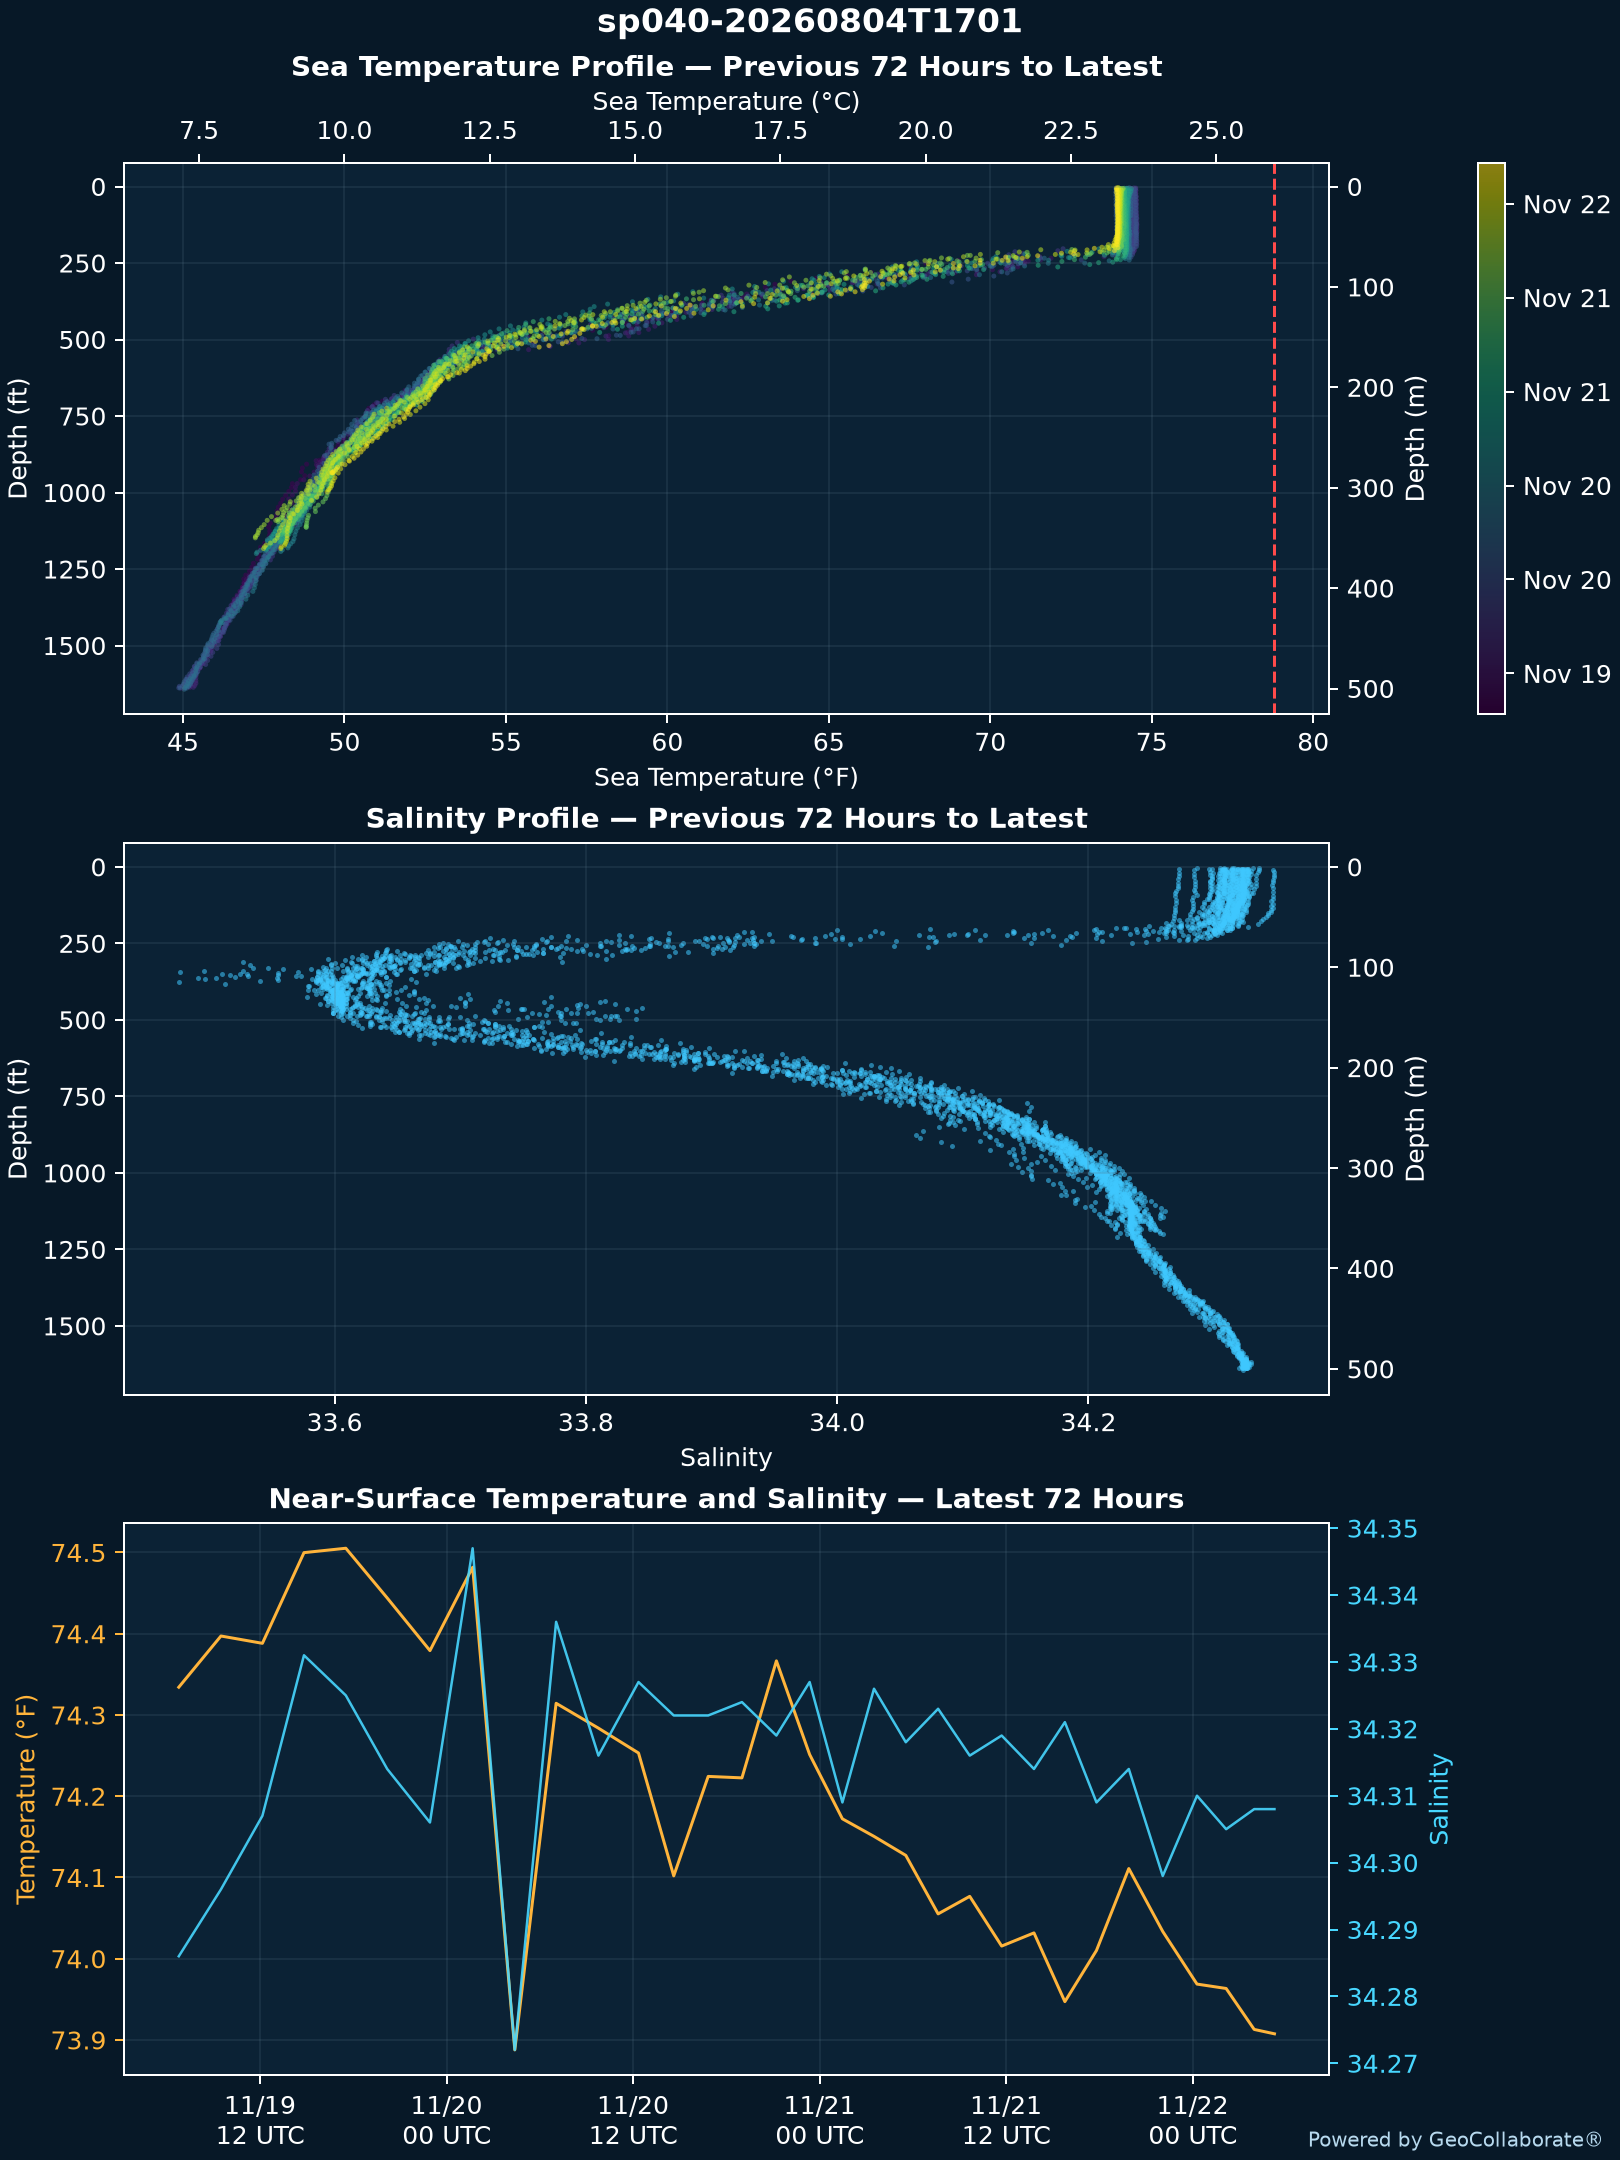 sp040-20260804T1701
Sea Temperature Profile — Previous 72 Hours to Latest
Sea Temperature (°C)
7.5 10.0 12.5 15.0 17.5 20.0 22.5 25.0
0
250
500
750
1000
1250
1500
Depth (ft)
0
100
200
300
400
500
Depth (m)
Nov 22
Nov 21
Nov 21
Nov 20
Nov 20
Nov 19
45 50 55 60 65 70 75 80
Sea Temperature (°F)
Salinity Profile — Previous 72 Hours to Latest
0
250
500
750
1000
1250
1500
Depth (ft)
0
100
200
300
400
500
Depth (m)
33.6 33.8 34.0 34.2
Salinity
Near-Surface Temperature and Salinity — Latest 72 Hours
74.5
74.4
74.3
74.2
74.1
74.0
73.9
Temperature (°F)
34.35
34.34
34.33
34.32
34.31
34.30
34.29
34.28
34.27
Salinity
11/19 11/20 11/20 11/21 11/21 11/22
12 UTC 00 UTC 12 UTC 00 UTC 12 UTC 00 UTC
Powered by GeoCollaborate®